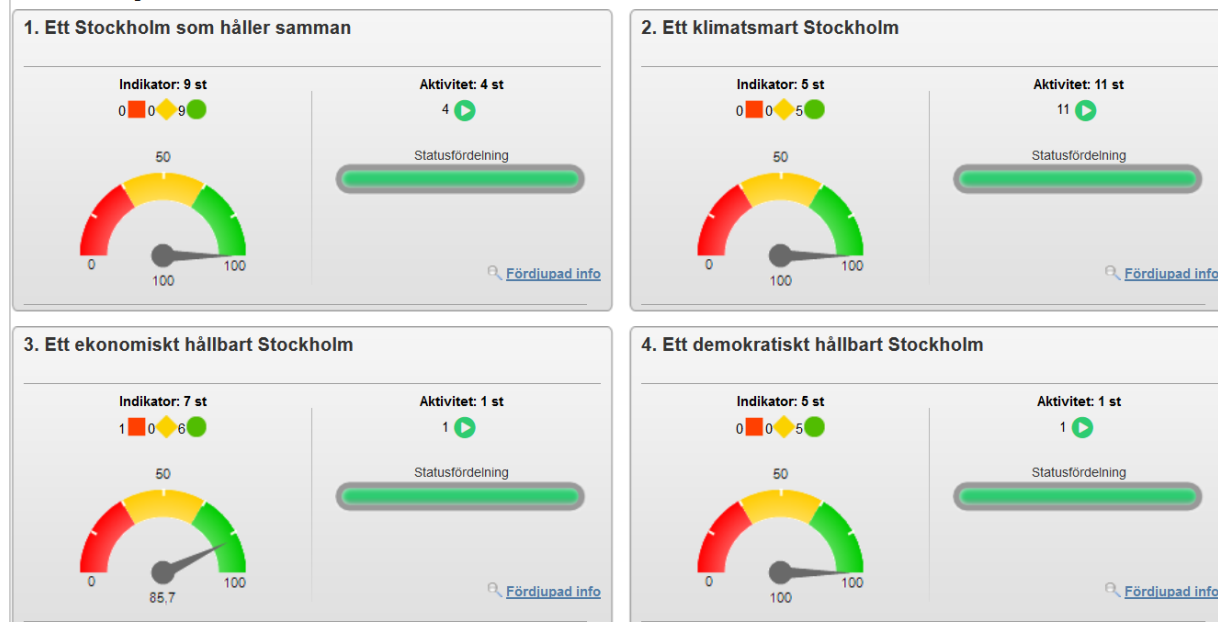 1. Ett Stockholm som håller samman
Indikator: 9 st
0 0 9
50
0
100
100
Aktivitet: 4 st
4
Statusfördelning
Fördjupad info
2. Ett klimatsmart Stockholm
Indikator: 5 st
0 0 5
50
0
100
100
Aktivitet: 11 st
11
Statusfördelning
Fördjupad info
3. Ett ekonomiskt hållbart Stockholm
Indikator: 7 st
1 0 6
50
0
100
85,7
Aktivitet: 1 st
1
Statusfördelning
Fördjupad info
4. Ett demokratiskt hållbart Stockholm
Indikator: 5 st
0 0 5
50
0
100
100
Aktivitet: 1 st
1
Statusfördelning
Fördjupad info